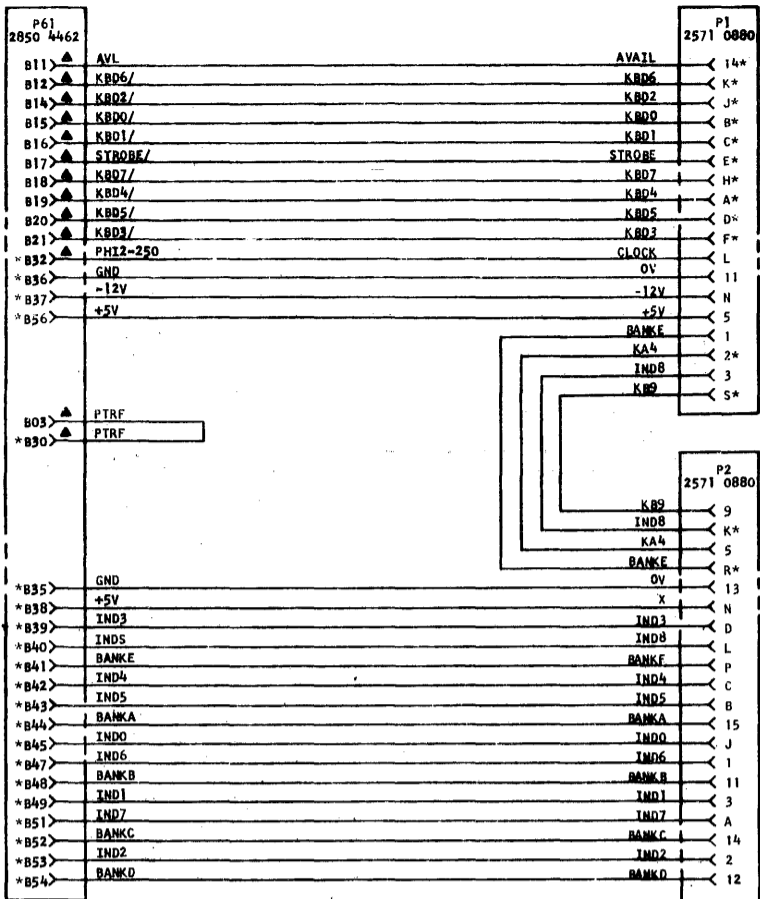 P61 P1
2850 4462 2571 0880
B11 ▲ AVL AVAIL 14*
B12 ▲ KBD6/ KBD6 K*
B14 ▲ KBD2/ KBD2 J*
B15 ▲ KBD0/ KBD0 B*
B16 ▲ KBD1/ KBD1 C*
B17 ▲ STROBE/ STROBE E*
B18 ▲ KBD7/ KBD7 H*
B19 ▲ KBD4/ KBD4 A*
B20 ▲ KBD5/ KBD5 D*
B21 ▲ KBD3/ KBD3 F*
*B32 ▲ PHI2-250 CLOCK L
*B36 GND 0V 11
*B37 -12V -12V N
*B56 +5V +5V 5
BANKE 1
KA4 2*
IND8 3
KB9 S*
B03 ▲ PTRF
*B30 ▲ PTRF
P2
2571 0880
KB9 9
IND8 K*
KA4 5
BANKE R*
*B35 GND 0V 13
*B38 +5V X N
*B39 IND3 IND3 D
*B40 INDS IND8 L
*B41 BANKE BANKF P
*B42 IND4 IND4 C
*B43 IND5 IND5 B
*B44 BANKA BANKA 15
*B45 IND0 IND0 J
*B47 IND6 IND6 1
*B48 BANKB BANKB 11
*B49 IND1 IND1 3
*B51 IND7 IND7 A
*B52 BANKC BANKC 14
*B53 IND2 IND2 2
*B54 BANKD BANKD 12